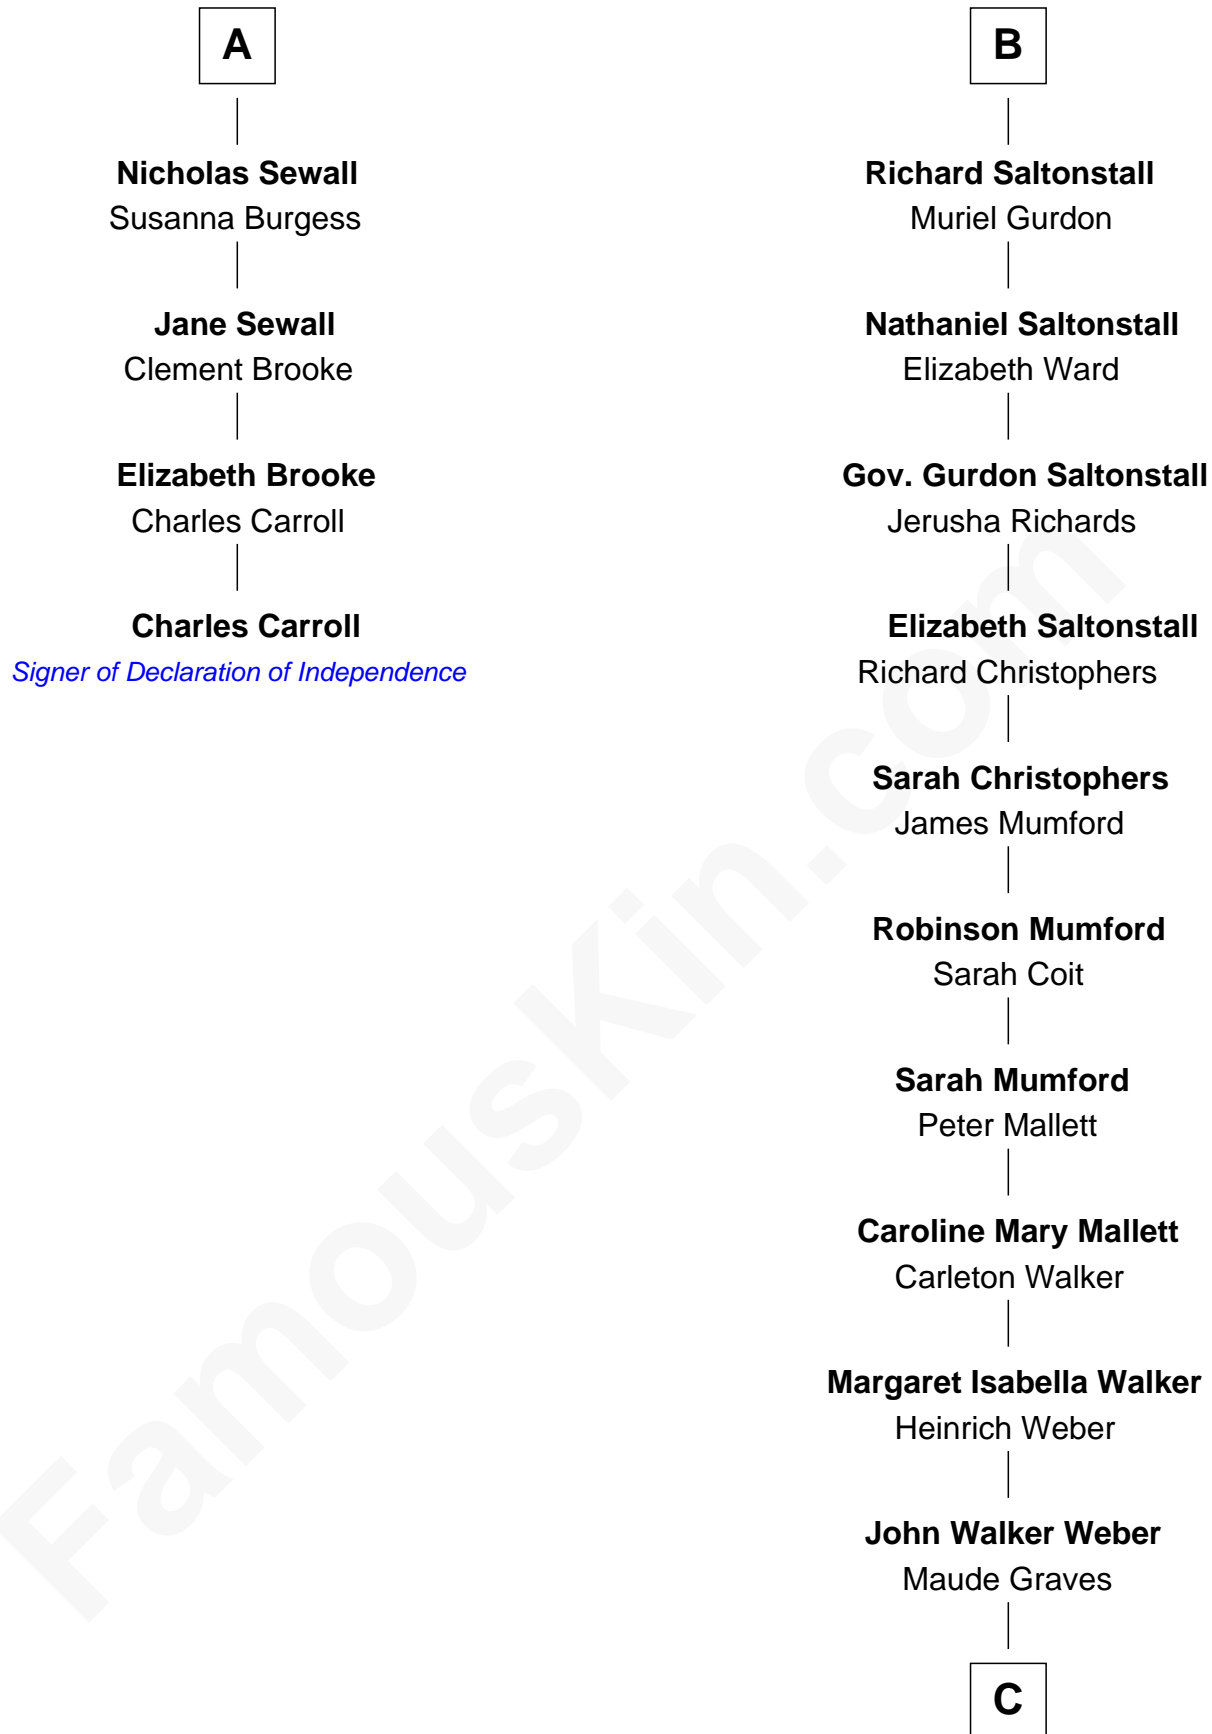 A
Nicholas Sewall
Susanna Burgess
Jane Sewall
Clement Brooke
Elizabeth Brooke
Charles Carroll
Charles Carroll
Signer of Declaration of Independence
B
Richard Saltonstall
Muriel Gurdon
Nathaniel Saltonstall
Elizabeth Ward
Gov. Gurdon Saltonstall
Jerusha Richards
Elizabeth Saltonstall
Richard Christophers
Sarah Christophers
James Mumford
Robinson Mumford
Sarah Coit
Sarah Mumford
Peter Mallett
Caroline Mary Mallett
Carleton Walker
Margaret Isabella Walker
Heinrich Weber
John Walker Weber
Maude Graves
C
FamousKin.com